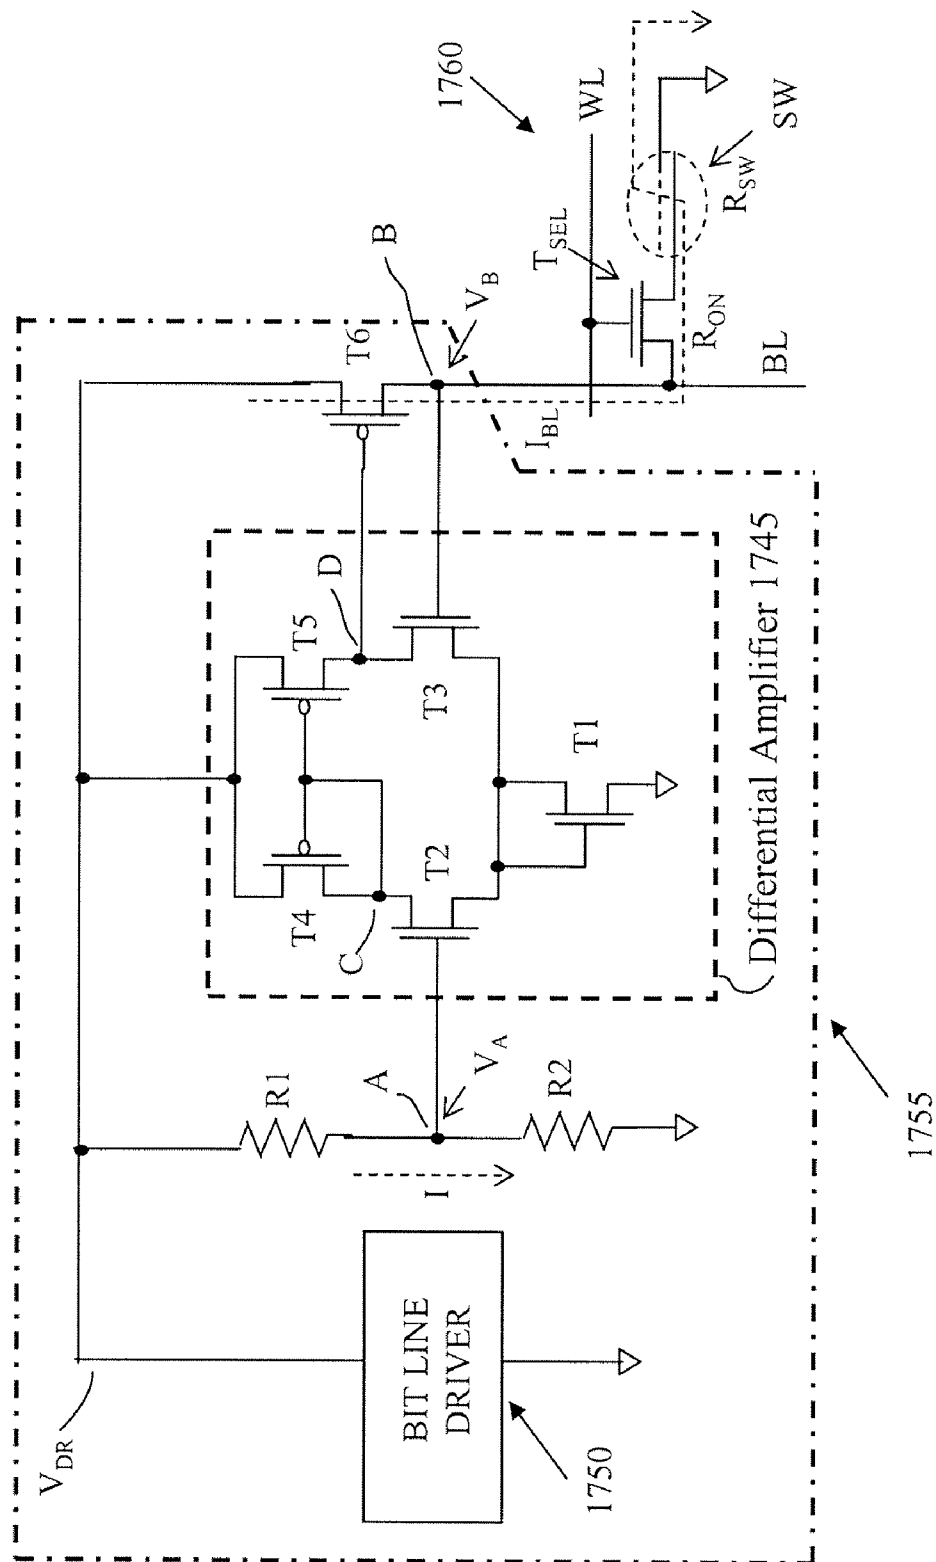 V_DR
BIT LINE
DRIVER
1750
R1
I
A
V_A
R2
Differential Amplifier 1745
T4
T5
C
D
T2
T3
T1
T6
B
V_B
I_BL
BL
WL
T_SEL
R_ON
R_SW
SW
1760
1755